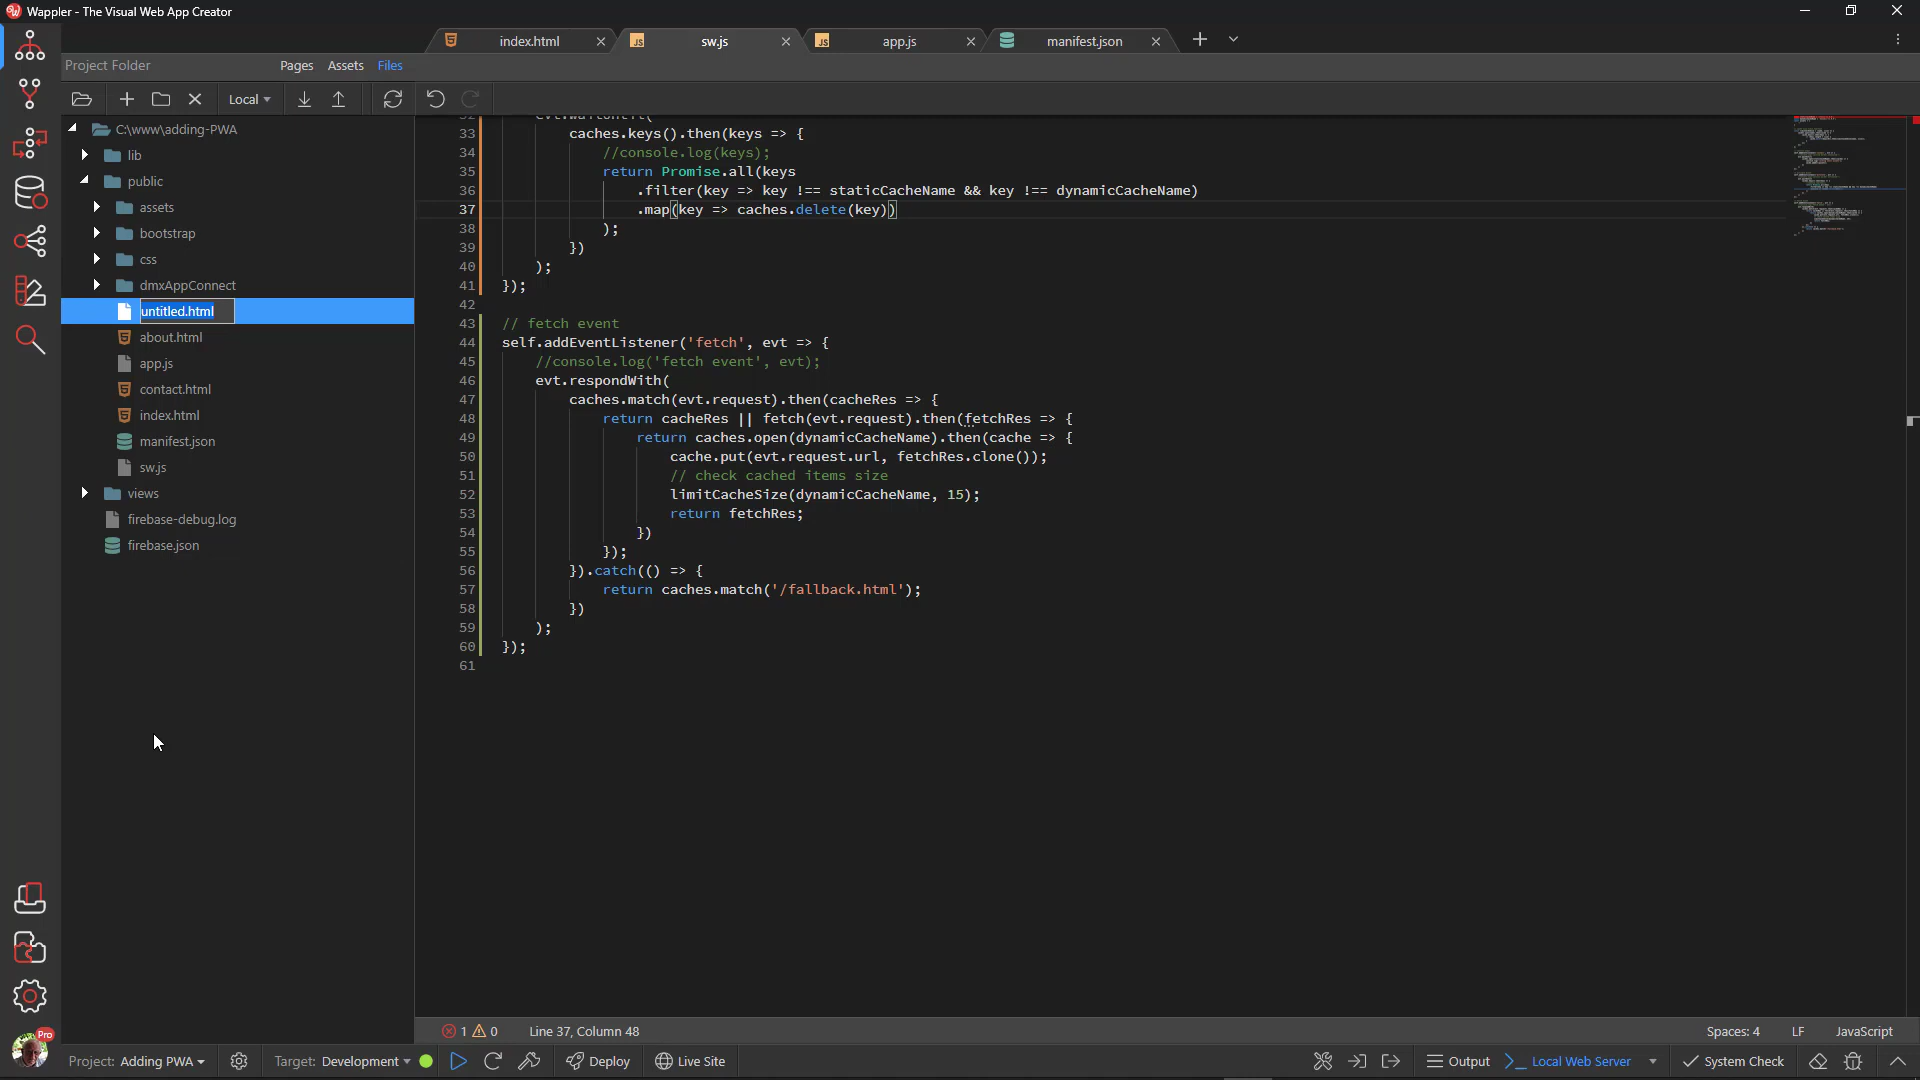 Wappler - The Visual Web App Creator
index.html
JS sw.js
JS app.js
manifest.json
Project Folder
Pages Assets Files
Local
C:\www\adding-PWA
lib
public
assets
bootstrap
css
dmxAppConnect
untitled.html
about.html
app.js
contact.html
index.html
manifest.json
sw.js
views
firebase-debug.log
firebase.json
33 caches.keys().then(keys => {
34 //console.log(keys);
35 return Promise.all(keys
36 .filter(key => key !== staticCacheName && key !== dynamicCacheName)
37 .map(key => caches.delete(key))
38 );
39 })
40 );
41 });
42
43 // fetch event
44 self.addEventListener('fetch', evt => {
45 //console.log('fetch event', evt);
46 evt.respondWith(
47 caches.match(evt.request).then(cacheRes => {
48 return cacheRes || fetch(evt.request).then(fetchRes => {
49 return caches.open(dynamicCacheName).then(cache => {
50 cache.put(evt.request.url, fetchRes.clone());
51 // check cached items size
52 limitCacheSize(dynamicCacheName, 15);
53 return fetchRes;
54 })
55 });
56 }).catch(() => {
57 return caches.match('/fallback.html');
58 })
59 );
60 });
61
1 0 Line 37, Column 48 Spaces: 4 LF JavaScript
Pro
Project: Adding PWA Target: Development Deploy Live Site Output Local Web Server System Check